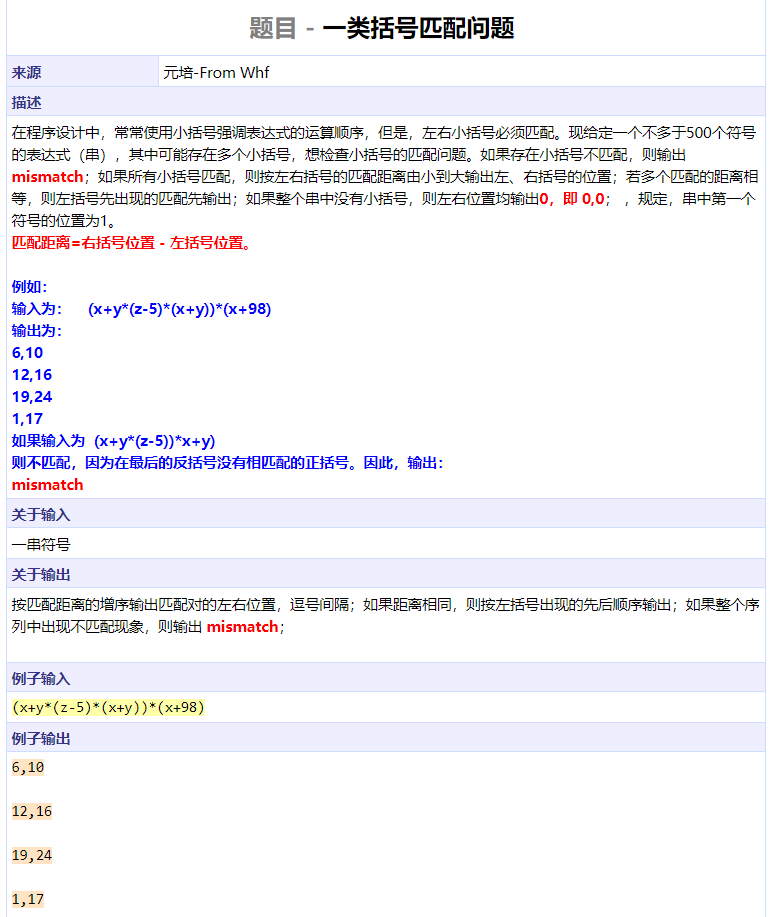 题目 - 一类括号匹配问题
来源 元培-From Whf
描述
在程序设计中，常常使用小括号强调表达式的运算顺序，但是，左右小括号必须匹配。现给定一个不多于500个符号
的表达式（串），其中可能存在多个小括号，想检查小括号的匹配问题。如果存在小括号不匹配，则输出
mismatch；如果所有小括号匹配，则按左右括号的匹配距离由小到大输出左、右括号的位置；若多个匹配的距离相
等，则左括号先出现的匹配先输出；如果整个串中没有小括号，则左右位置均输出0，即 0,0； ，规定，串中第一个
符号的位置为1。
匹配距离=右括号位置 - 左括号位置。
例如：
输入为： (x+y*(z-5)*(x+y))*(x+98)
输出为：
6,10
12,16
19,24
1,17
如果输入为 (x+y*(z-5))*x+y)
则不匹配，因为在最后的反括号没有相匹配的正括号。因此，输出：
mismatch
关于输入
一串符号
关于输出
按匹配距离的增序输出匹配对的左右位置，逗号间隔；如果距离相同，则按左括号出现的先后顺序输出；如果整个序
列中出现不匹配现象，则输出 mismatch；
例子输入
(x+y*(z-5)*(x+y))*(x+98)
例子输出
6,10
12,16
19,24
1,17